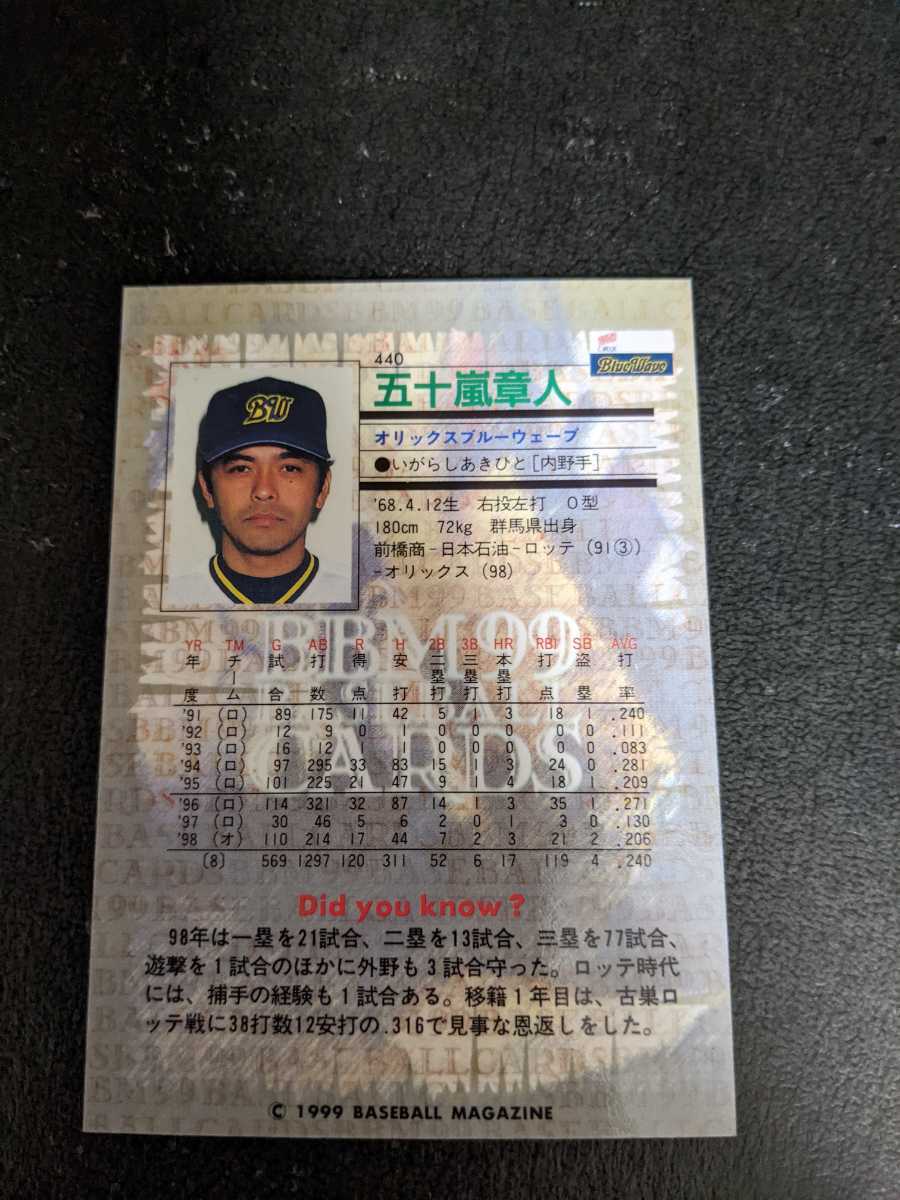 440
五十嵐章人
BlueWave
オリックスブルーウェーブ
●いがらしあきひと［内野手］
BW
'68.4.12生 右投左打 O型
180cm 72kg 群馬県出身
前橋商－日本石油－ロッテ（91③）
－オリックス（98）
BBM99
BASEBALL
CARDS
YR TM G AB R H 2B 3B HR RBI SB AVG
年度 チーム 試合 打数 得点 安打 二塁打 三塁打 本塁打 打点 盗塁 打率
'91 （ロ） 89 175 11 42 5 1 3 18 1 .240
'92 （ロ） 12 9 0 1 0 0 0 0 0 .111
'93 （ロ） 16 12 1 0 0 0 0 0 .083
'94 （ロ） 97 295 33 83 15 1 3 24 0 .281
'95 （ロ） 101 225 21 47 9 1 4 18 1 .209
'96 （ロ） 114 321 32 87 14 1 3 35 1 .271
'97 （ロ） 30 46 5 6 2 0 1 3 0 .130
'98 （オ） 110 214 17 44 7 2 3 21 2 .206
〔8〕 569 1297 120 311 52 6 17 119 4 .240
Did you know？
98年は一塁を21試合、二塁を13試合、三塁を77試合、
遊撃を１試合のほかに外野も３試合守った。ロッテ時代
には、捕手の経験も１試合ある。移籍１年目は、古巣ロ
ッテ戦に38打数12安打の.316で見事な恩返しをした。
© 1999 BASEBALL MAGAZINE